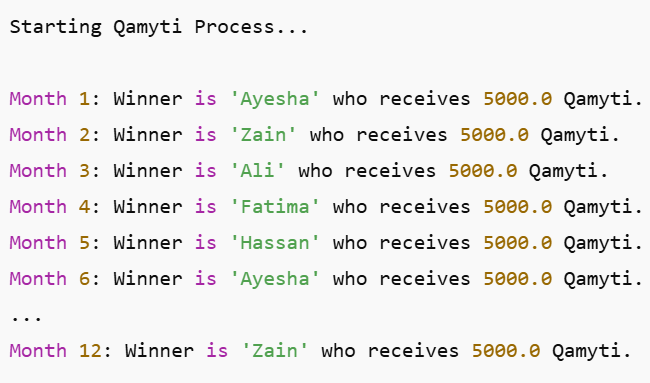 Starting Qamyti Process...
Month 1: Winner is 'Ayesha' who receives 5000.0 Qamyti.
Month 2: Winner is 'Zain' who receives 5000.0 Qamyti.
Month 3: Winner is 'Ali' who receives 5000.0 Qamyti.
Month 4: Winner is 'Fatima' who receives 5000.0 Qamyti.
Month 5: Winner is 'Hassan' who receives 5000.0 Qamyti.
Month 6: Winner is 'Ayesha' who receives 5000.0 Qamyti.
...
Month 12: Winner is 'Zain' who receives 5000.0 Qamyti.